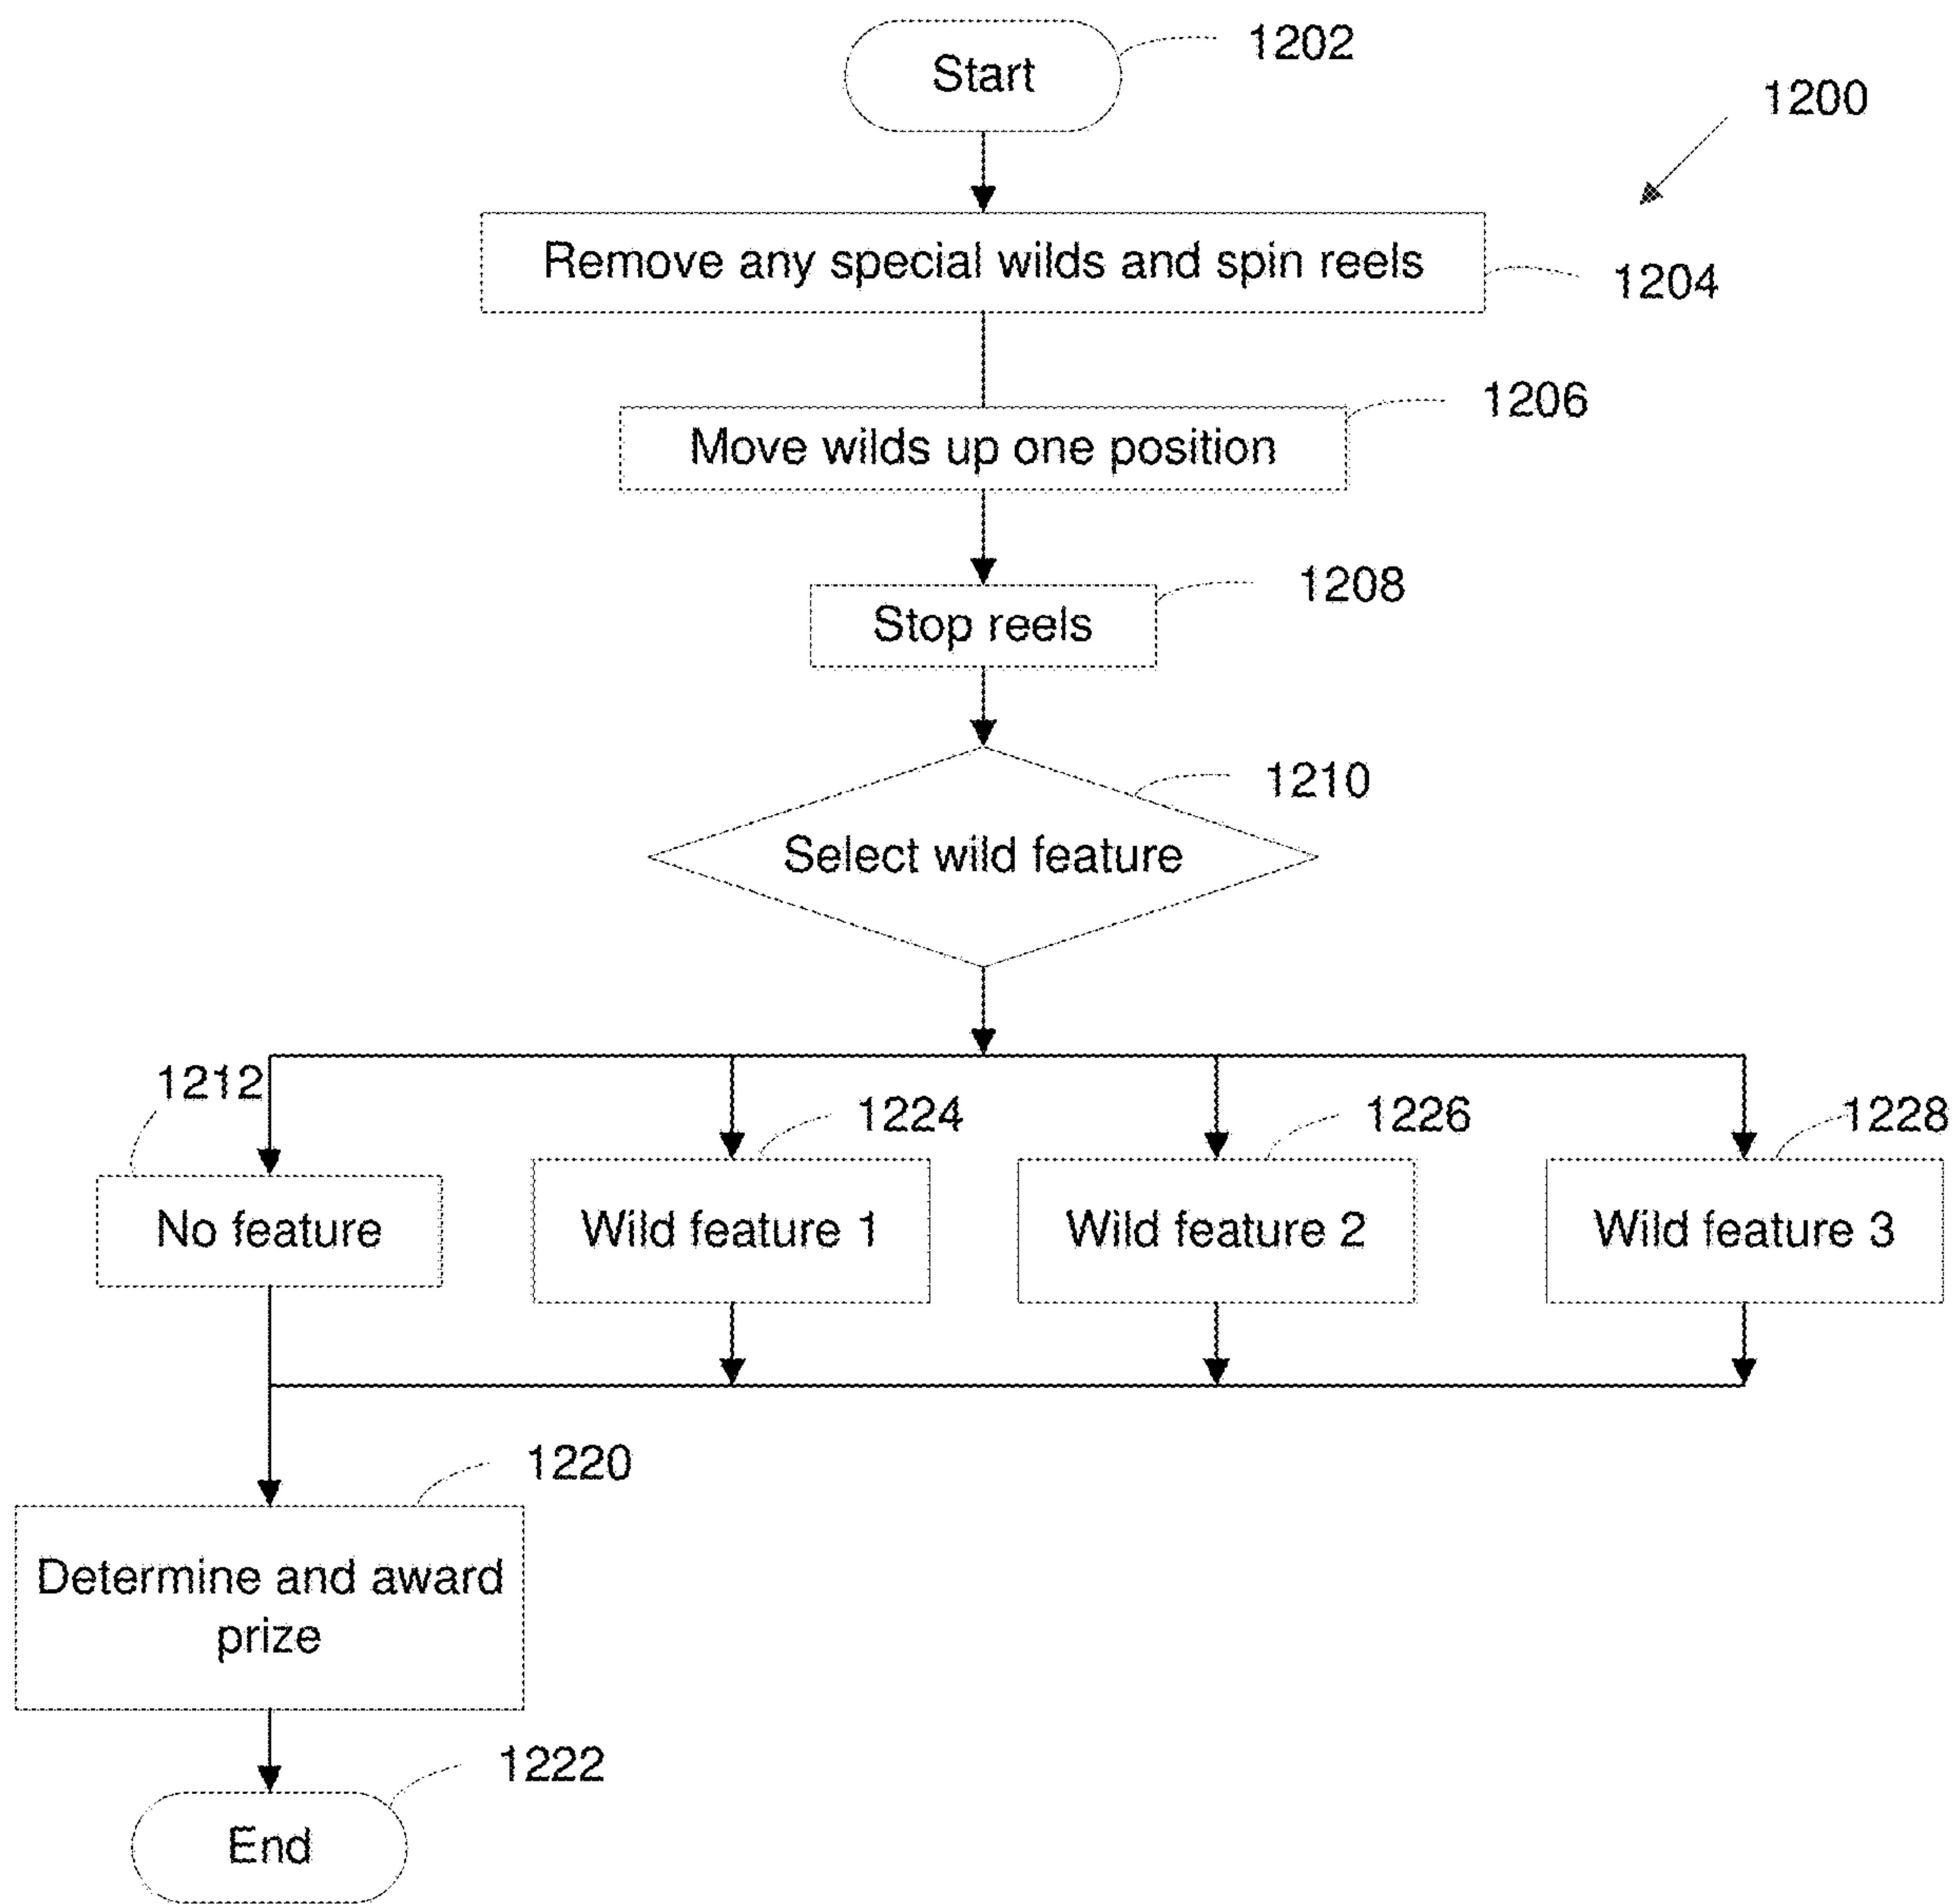 Start
1202
1200
Remove any special wilds and spin reels
1204
1206
Move wilds up one position
1208
Stop reels
1210
Select wild feature
1212
1224
1226
1228
No feature
Wild feature 1
Wild feature 2
Wild feature 3
1220
Determine and award
prize
1222
End